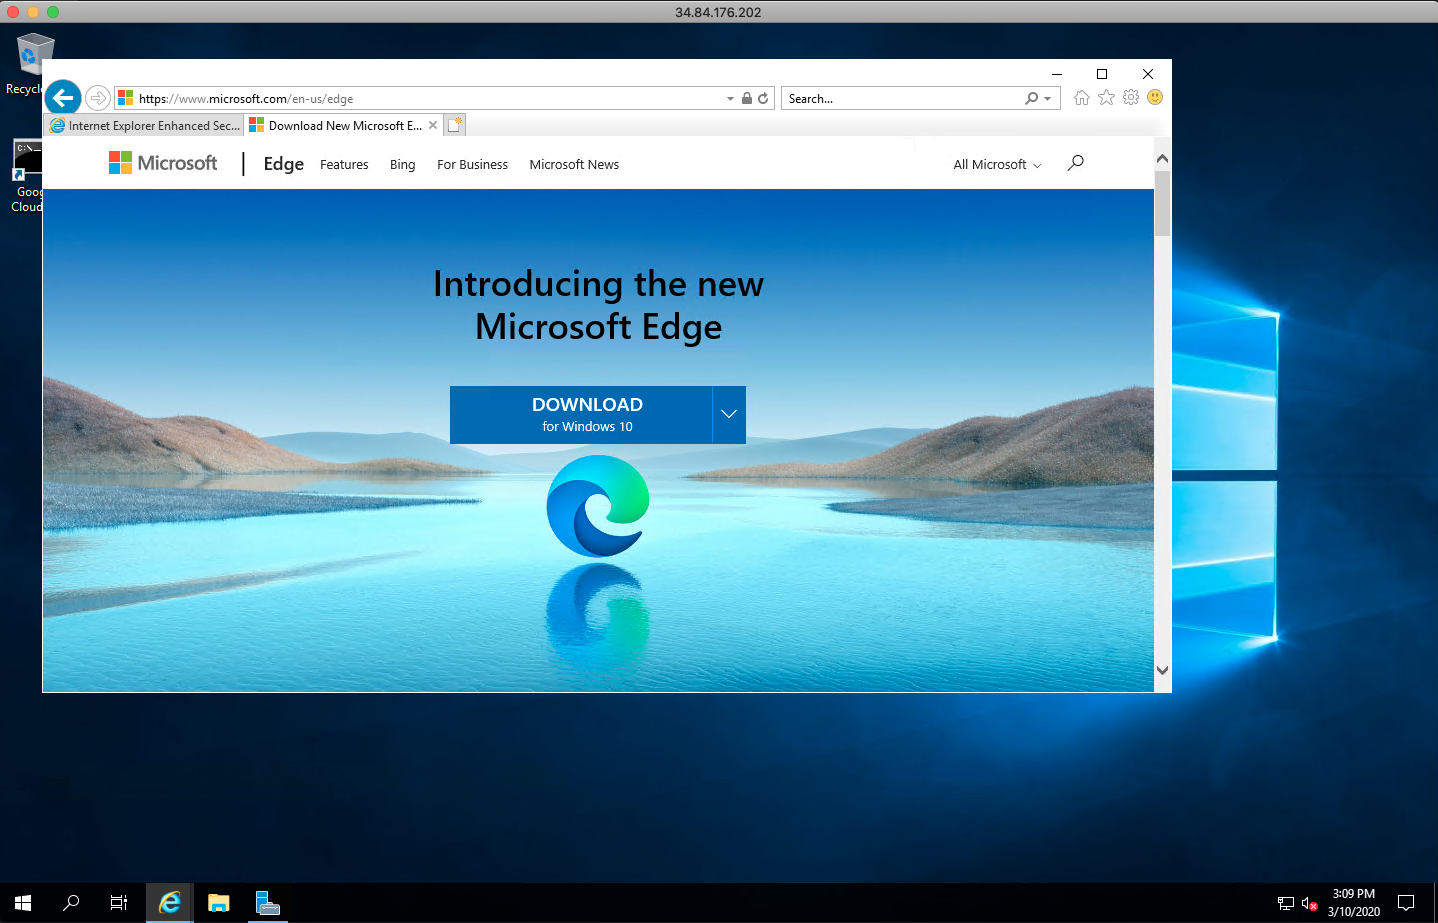 34.84.176.202
Recycl
https://www.microsoft.com/en-us/edge
Search...
Internet Explorer Enhanced Sec...
Download New Microsoft E...
Microsoft
Edge
Features
Bing
For Business
Microsoft News
All Microsoft
C:\
Goog
Cloud
Introducing the new
Microsoft Edge
DOWNLOAD
for Windows 10
3:09 PM
3/10/2020